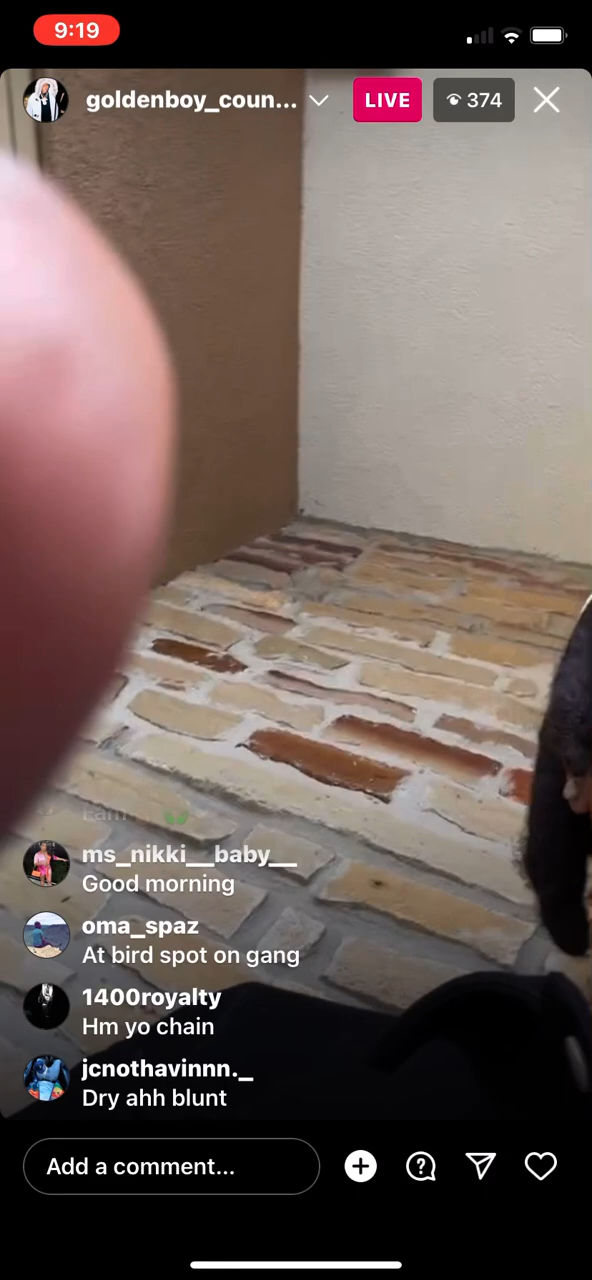 9:19
goldenboy_coun...
LIVE
374
ms_nikki__baby__
Good morning
oma_spaz
At bird spot on gang
1400royalty
Hm yo chain
jcnothavinnn._
Dry ahh blunt
Add a comment...